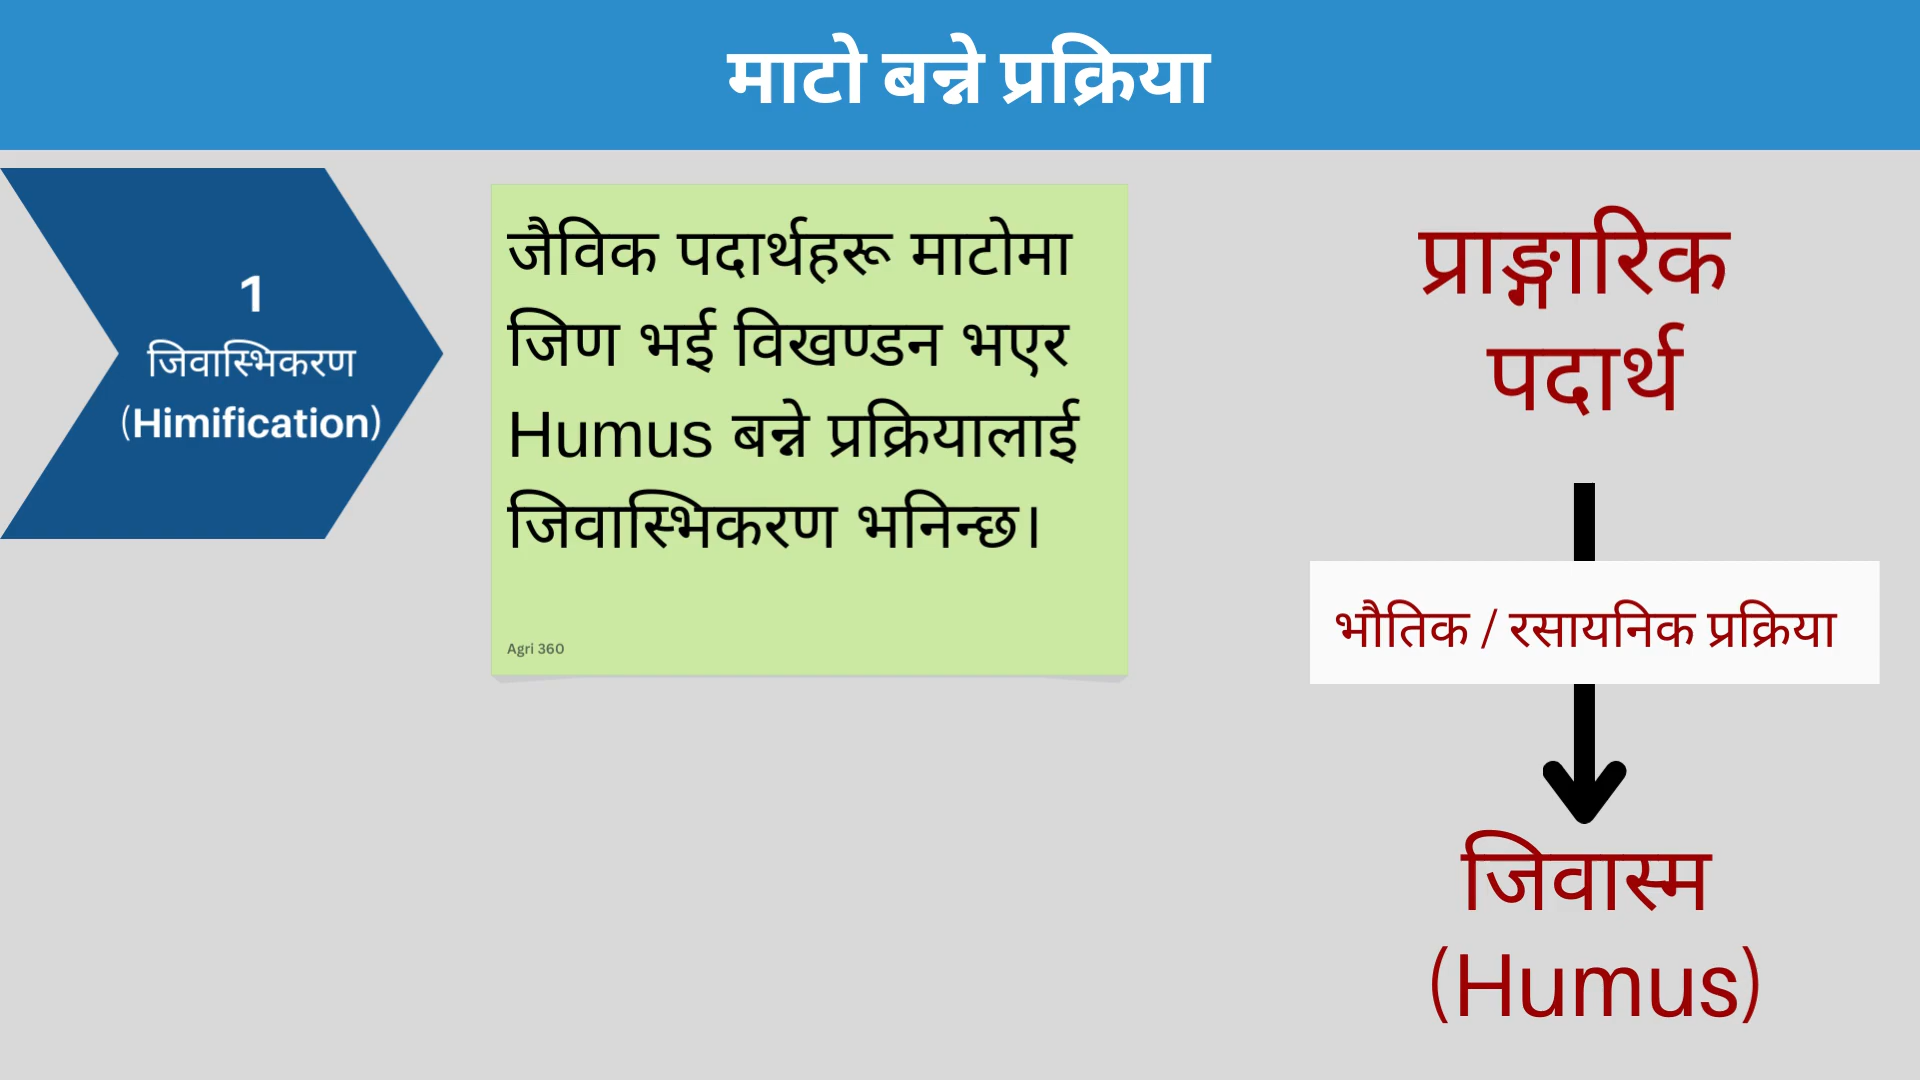 माटो बन्ने प्रक्रिया
1
जिवास्भिकरण
(Himification)
जैविक पदार्थहरू माटोमा
जिण भई विखण्डन भएर
Humus बन्ने प्रक्रियालाई
जिवास्भिकरण भनिन्छ।
Agri 360
प्राङ्गारिक
पदार्थ
भौतिक / रसायनिक प्रक्रिया
जिवास्म
(Humus)